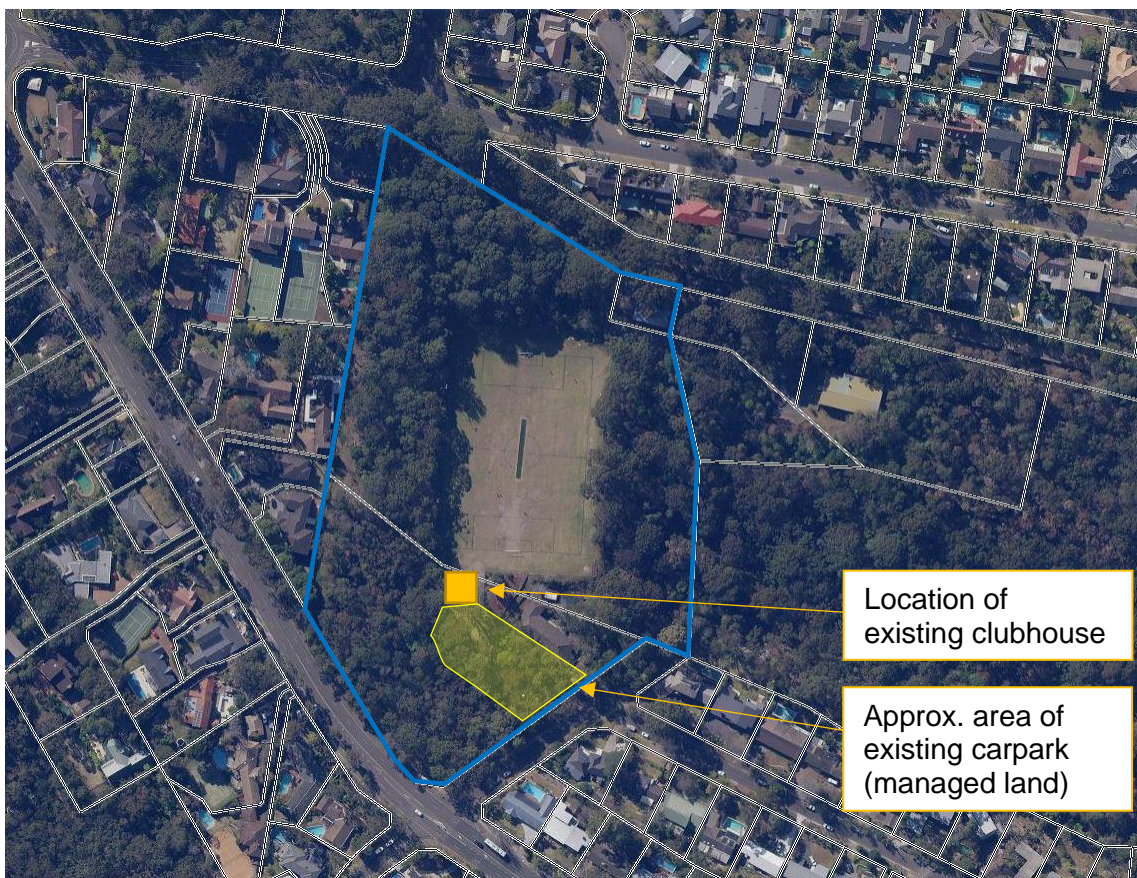 Location of
existing clubhouse
Approx. area of
existing carpark
(managed land)